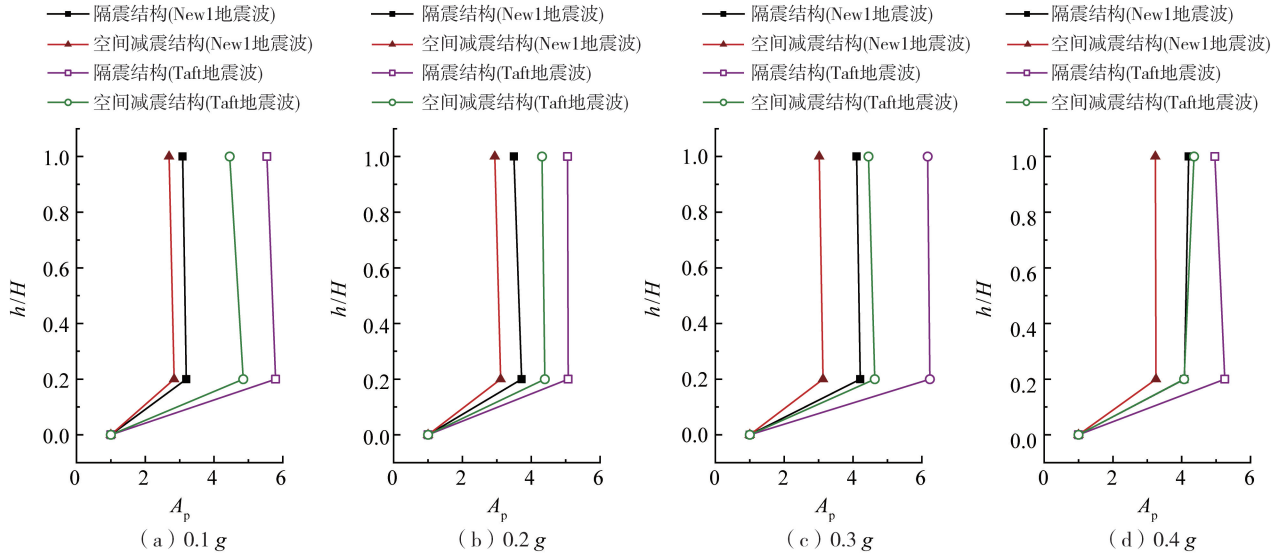 隔震结构(New1地震波)
空间减震结构(New1地震波)
隔震结构(Taft地震波)
空间减震结构(Taft地震波)
1.0
0.8
0.6
0.4
0.2
0.0
h/H
0 2 4 6
Ap
(a) 0.1 g
隔震结构(New1地震波)
空间减震结构(New1地震波)
隔震结构(Taft地震波)
空间减震结构(Taft地震波)
1.0
0.8
0.6
0.4
0.2
0.0
h/H
0 2 4 6
Ap
(b) 0.2 g
隔震结构(New1地震波)
空间减震结构(New1地震波)
隔震结构(Taft地震波)
空间减震结构(Taft地震波)
1.0
0.8
0.6
0.4
0.2
0.0
h/H
0 2 4 6
Ap
(c) 0.3 g
隔震结构(New1地震波)
空间减震结构(New1地震波)
隔震结构(Taft地震波)
空间减震结构(Taft地震波)
1.0
0.8
0.6
0.4
0.2
0.0
h/H
0 2 4 6
Ap
(d) 0.4 g